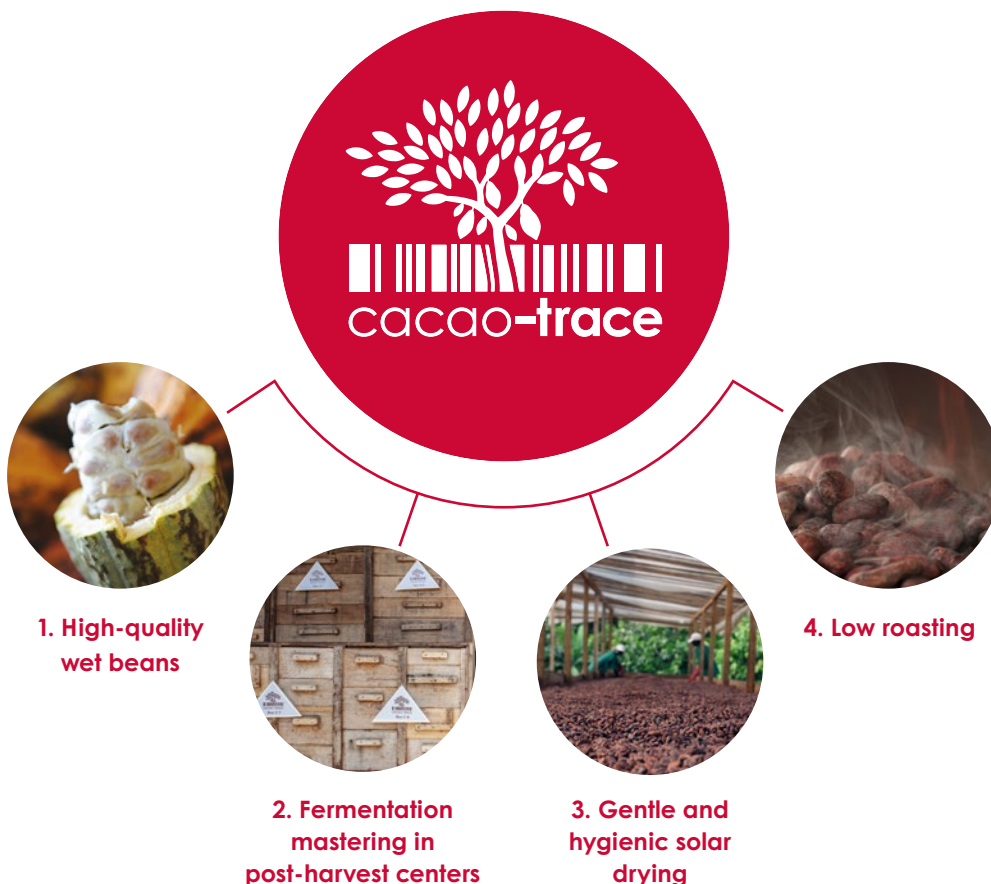 cacao-trace
1. High-quality
wet beans
2. Fermentation
mastering in
post-harvest centers
3. Gentle and
hygienic solar
drying
4. Low roasting